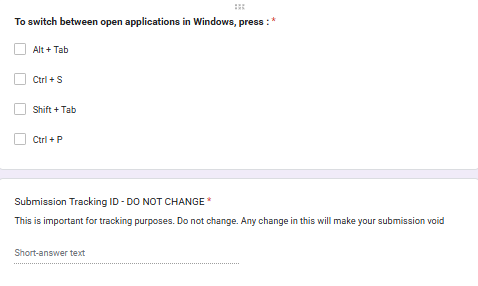 To switch between open applications in Windows, press : *
Alt + Tab
Ctrl + S
Shift + Tab
Ctrl + P
Submission Tracking ID - DO NOT CHANGE *
This is important for tracking purposes. Do not change. Any change in this will make your submission void
Short-answer text